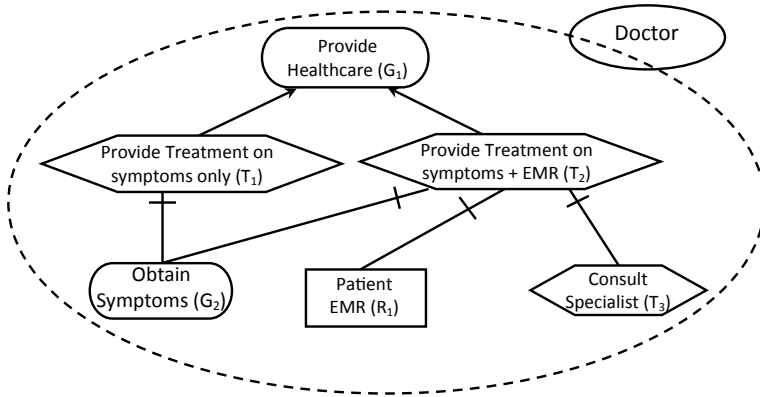 Doctor
Provide
Healthcare (G₁)
Provide Treatment on
symptoms only (T₁)
Provide Treatment on
symptoms + EMR (T₂)
Obtain
Symptoms (G₂)
Patient
EMR (R₁)
Consult
Specialist (T₃)